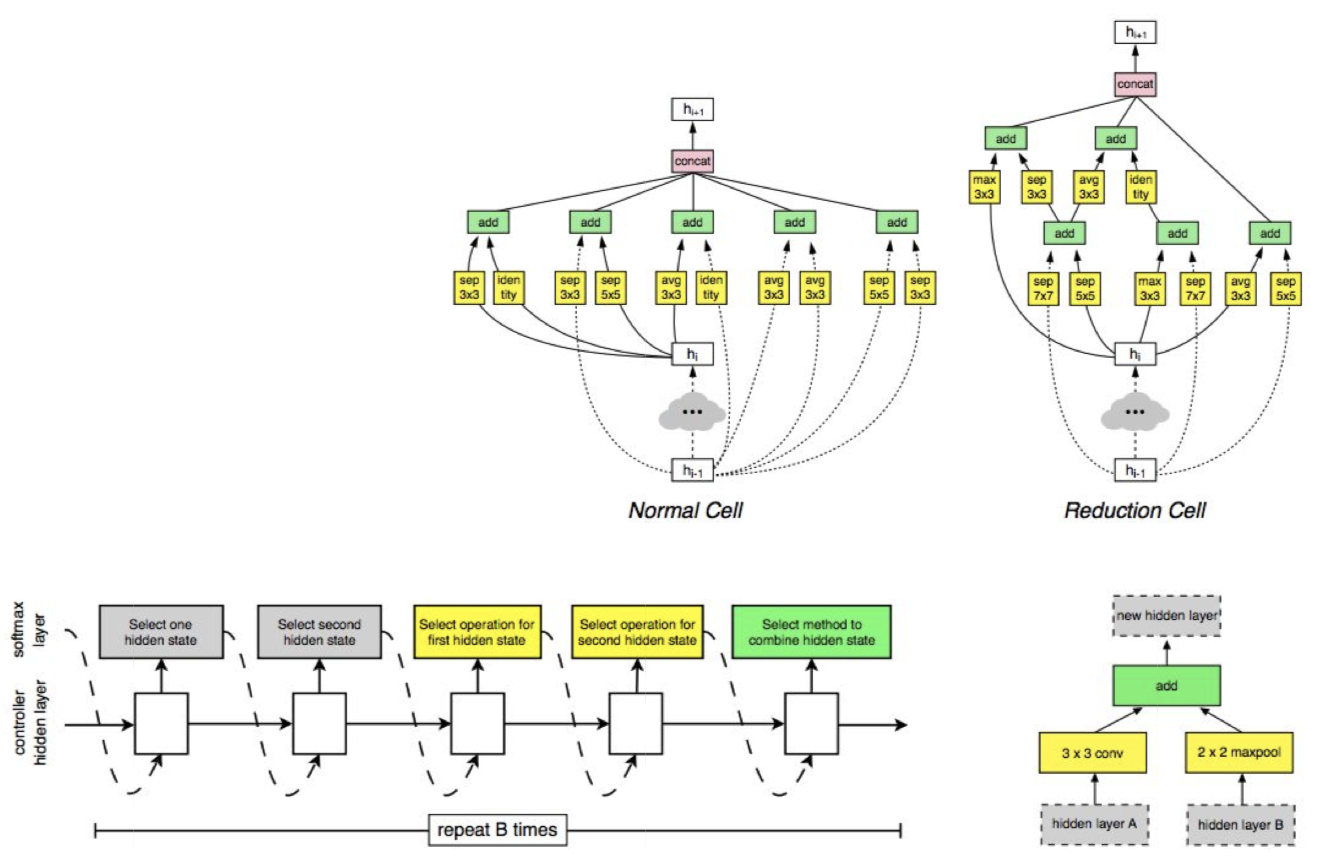 h_{i+1}
concat
add
add
add
add
add
sep
3x3
iden
tity
sep
3x3
sep
5x5
avg
3x3
iden
tity
avg
3x3
avg
3x3
sep
5x5
sep
3x3
h_i
...
h_{i-1}
Normal Cell
h_{i+1}
concat
add
add
max
3x3
sep
3x3
avg
3x3
iden
tity
add
add
add
sep
7x7
sep
5x5
max
3x3
sep
7x7
avg
3x3
sep
5x5
h_i
...
h_{i-1}
Reduction Cell
softmax
layer
Select one
hidden state
Select second
hidden state
Select operation for
first hidden state
Select operation for
second hidden state
Select method to
combine hidden state
controller
hidden layer
repeat B times
new hidden layer
add
3 x 3 conv
2 x 2 maxpool
hidden layer A
hidden layer B